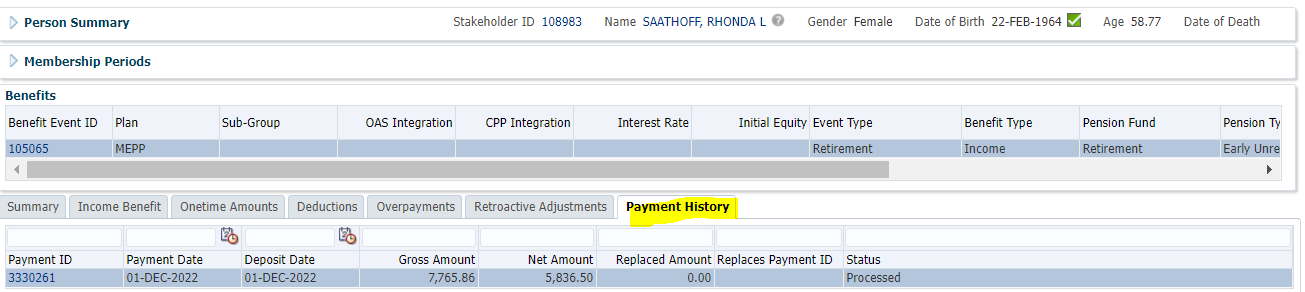 Person Summary Stakeholder ID 108983 Name SAATHOFF, RHONDA L Gender Female Date of Birth 22-FEB-1964 Age 58.77 Date of Death
Membership Periods
Benefits
Benefit Event ID Plan Sub-Group OAS Integration CPP Integration Interest Rate Initial Equity Event Type Benefit Type Pension Fund Pension Ty
105065 MEPP Retirement Income Retirement Early Unre
Summary Income Benefit Onetime Amounts Deductions Overpayments Retroactive Adjustments Payment History
Payment ID Payment Date Deposit Date Gross Amount Net Amount Replaced Amount Replaces Payment ID Status
3330261 01-DEC-2022 01-DEC-2022 7,765.86 5,836.50 0.00 Processed